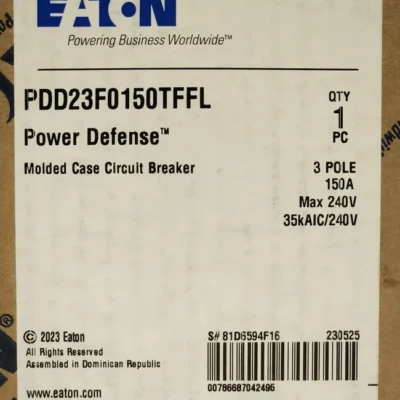 EATON
Powering Business Worldwide™
PDD23F0150TFFL
QTY
1
PC
Power Defense™
Molded Case Circuit Breaker
3 POLE
150A
Max 240V
35kAIC/240V
© 2023 Eaton
All Rights Reserved
Assembled in Dominican Republic
www.eaton.com
S# 81D6594F16 230525
00786687042495